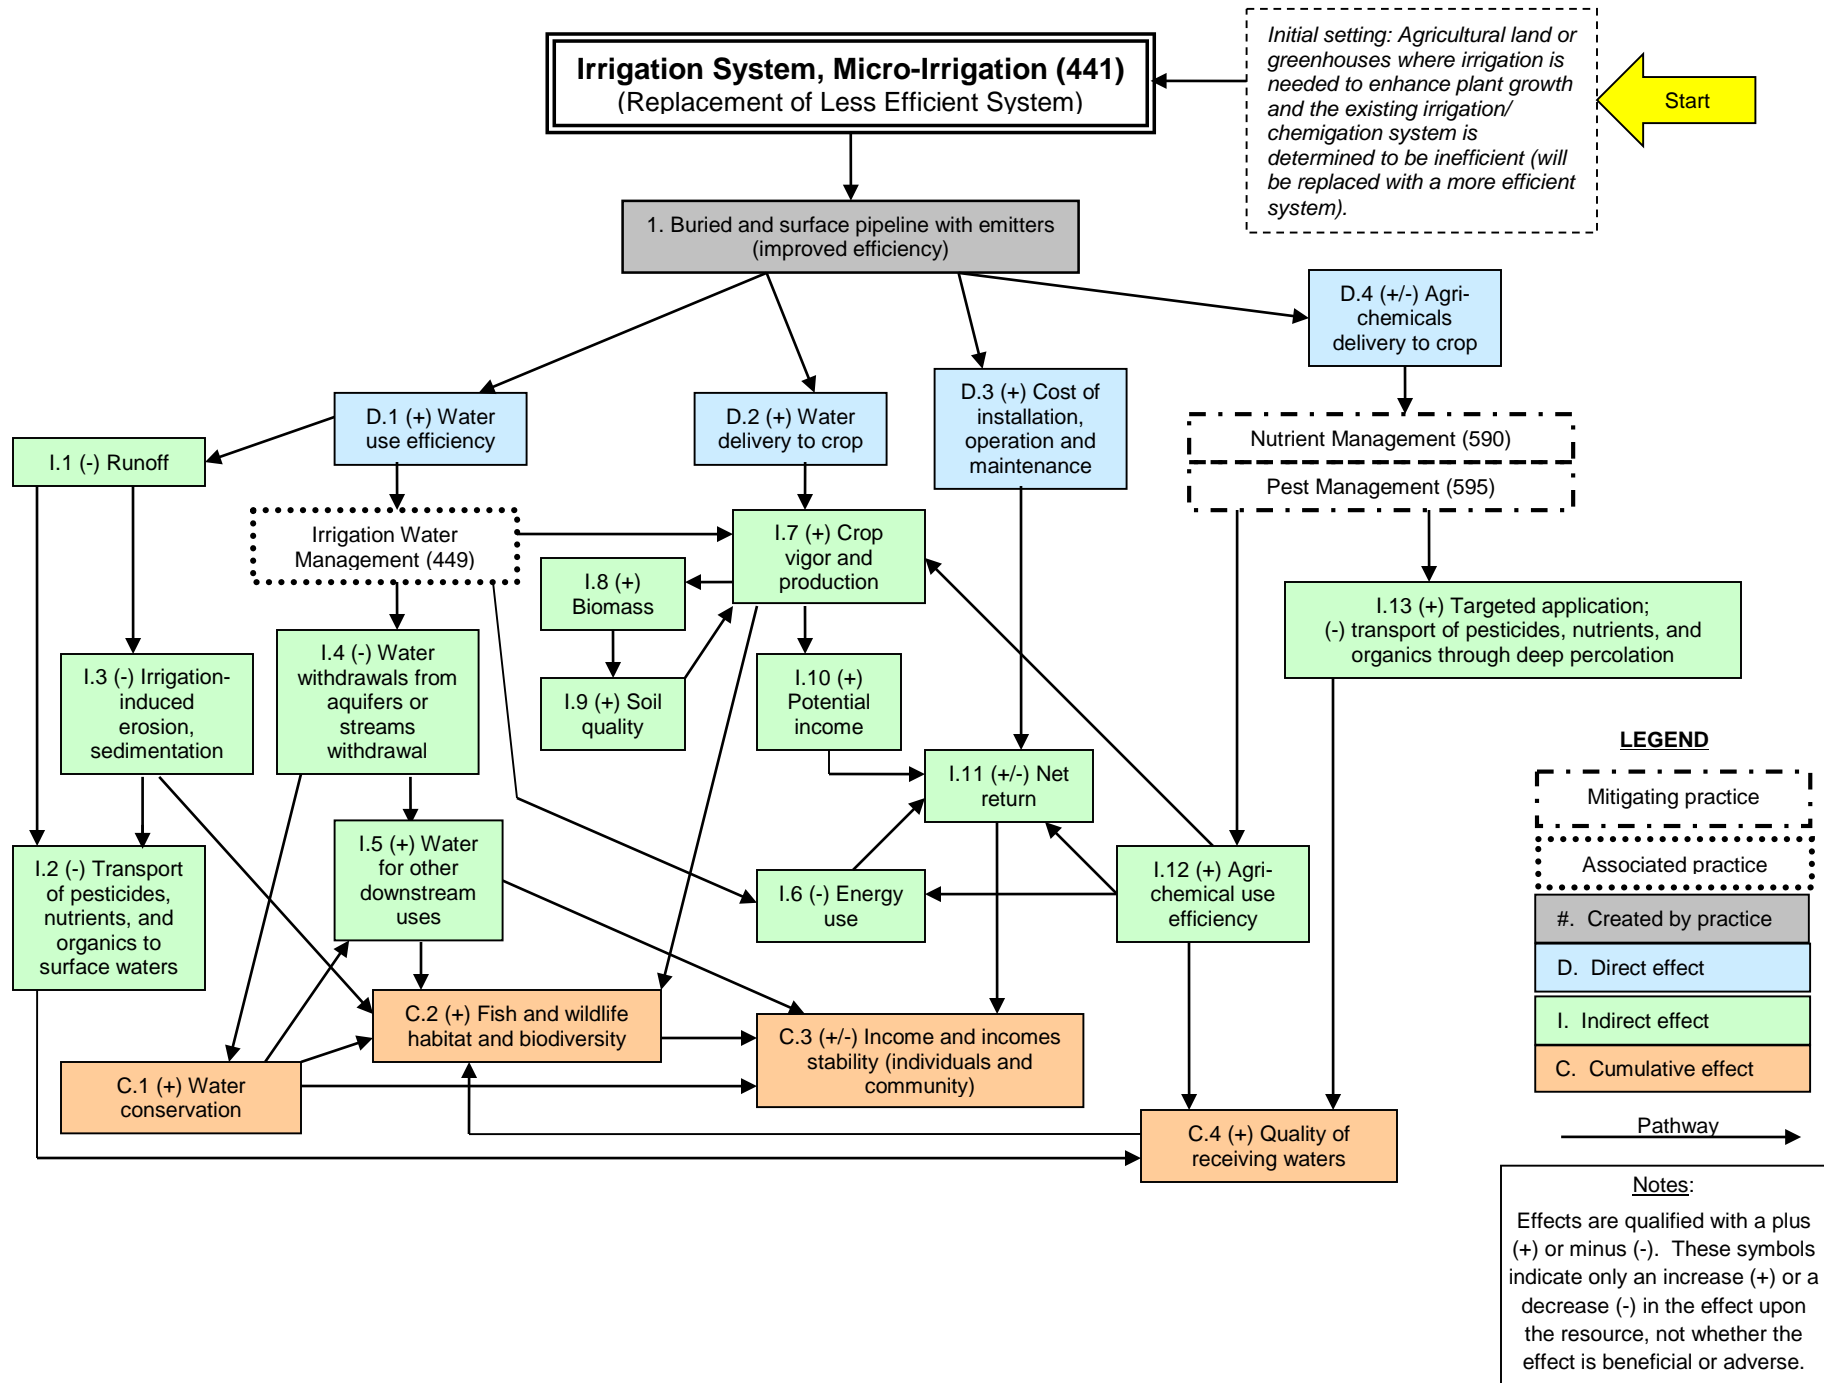 Irrigation System, Micro-Irrigation (441)
(Replacement of Less Efficient System)
Initial setting: Agricultural land or
greenhouses where irrigation is
needed to enhance plant growth
and the existing irrigation/
chemigation system is
determined to be inefficient (will
be replaced with a more efficient
system).
Start
1. Buried and surface pipeline with emitters
(improved efficiency)
D.4 (+/-) Agri-
chemicals
delivery to crop
D.1 (+) Water
use efficiency
D.2 (+) Water
delivery to crop
D.3 (+) Cost of
installation,
operation and
maintenance
Nutrient Management (590)
Pest Management (595)
I.1 (-) Runoff
Irrigation Water
Management (449)
I.7 (+) Crop
vigor and
production
I.8 (+)
Biomass
I.13 (+) Targeted application;
(-) transport of pesticides, nutrients, and
organics through deep percolation
I.3 (-) Irrigation-
induced
erosion,
sedimentation
I.4 (-) Water
withdrawals from
aquifers or
streams
withdrawal
I.9 (+) Soil
quality
I.10 (+)
Potential
income
I.11 (+/-) Net
return
I.2 (-) Transport
of pesticides,
nutrients, and
organics to
surface waters
I.5 (+) Water
for other
downstream
uses
I.6 (-) Energy
use
I.12 (+) Agri-
chemical use
efficiency
C.2 (+) Fish and wildlife
habitat and biodiversity
C.3 (+/-) Income and incomes
stability (individuals and
community)
C.1 (+) Water
conservation
C.4 (+) Quality of
receiving waters
LEGEND
Mitigating practice
Associated practice
#. Created by practice
D. Direct effect
I. Indirect effect
C. Cumulative effect
Pathway
Notes:
Effects are qualified with a plus
(+) or minus (-). These symbols
indicate only an increase (+) or a
decrease (-) in the effect upon
the resource, not whether the
effect is beneficial or adverse.